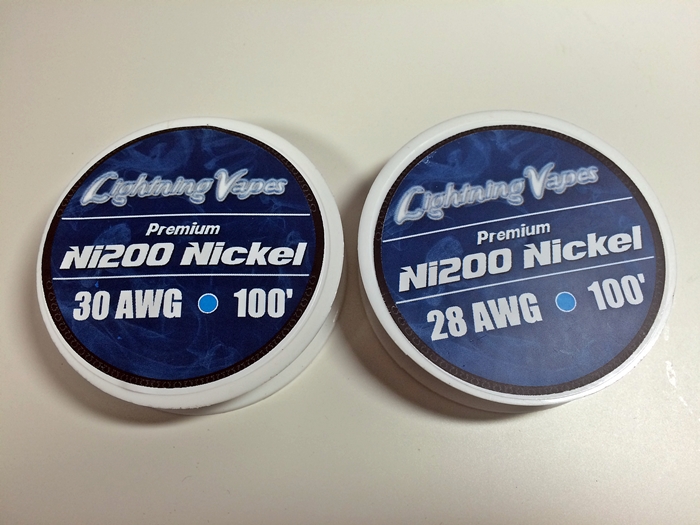 Lightning Vapes
Premium
Ni200 Nickel
30 AWG 100'
Lightning Vapes
Premium
Ni200 Nickel
28 AWG 100'